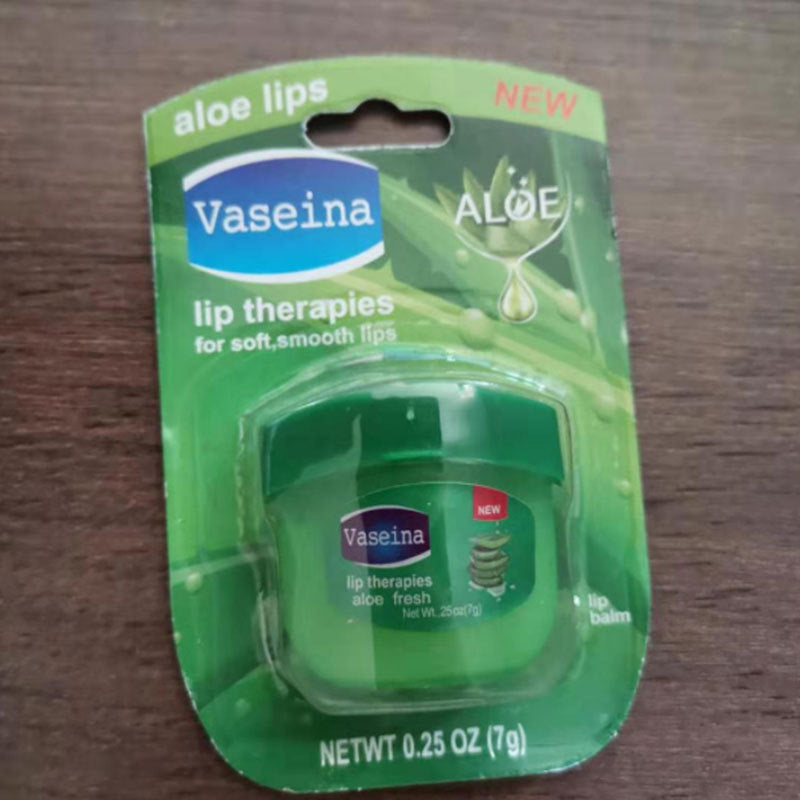 aloe lips
NEW
Vaseina
ALOE
lip therapies
for soft,smooth lips
NEW
Vaseina
lip therapies
aloe fresh
Net Wt. .25oz(7g)
lip
balm
NETWT 0.25 OZ (7g)